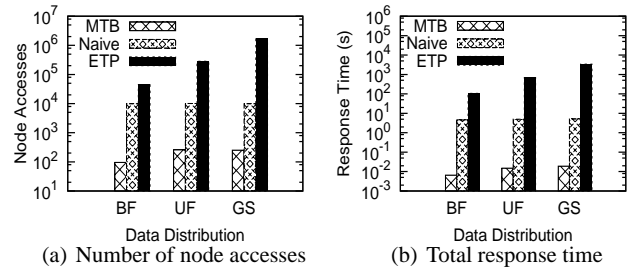 Node Accesses
10^7
10^6
10^5
10^4
10^3
10^2
10^1
MTB
Naive
ETP
BF UF GS
Data Distribution
(a) Number of node accesses
Response Time (s)
10^6
10^5
10^4
10^3
10^2
10^1
10^0
10^-1
10^-2
10^-3
MTB
Naive
ETP
BF UF GS
Data Distribution
(b) Total response time